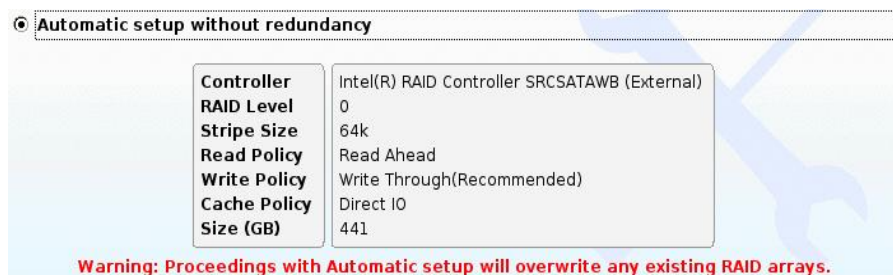 Automatic setup without redundancy
Controller Intel(R) RAID Controller SRCSATAWB (External)
RAID Level 0
Stripe Size 64k
Read Policy Read Ahead
Write Policy Write Through(Recommended)
Cache Policy Direct IO
Size (GB) 441
Warning: Proceedings with Automatic setup will overwrite any existing RAID arrays.